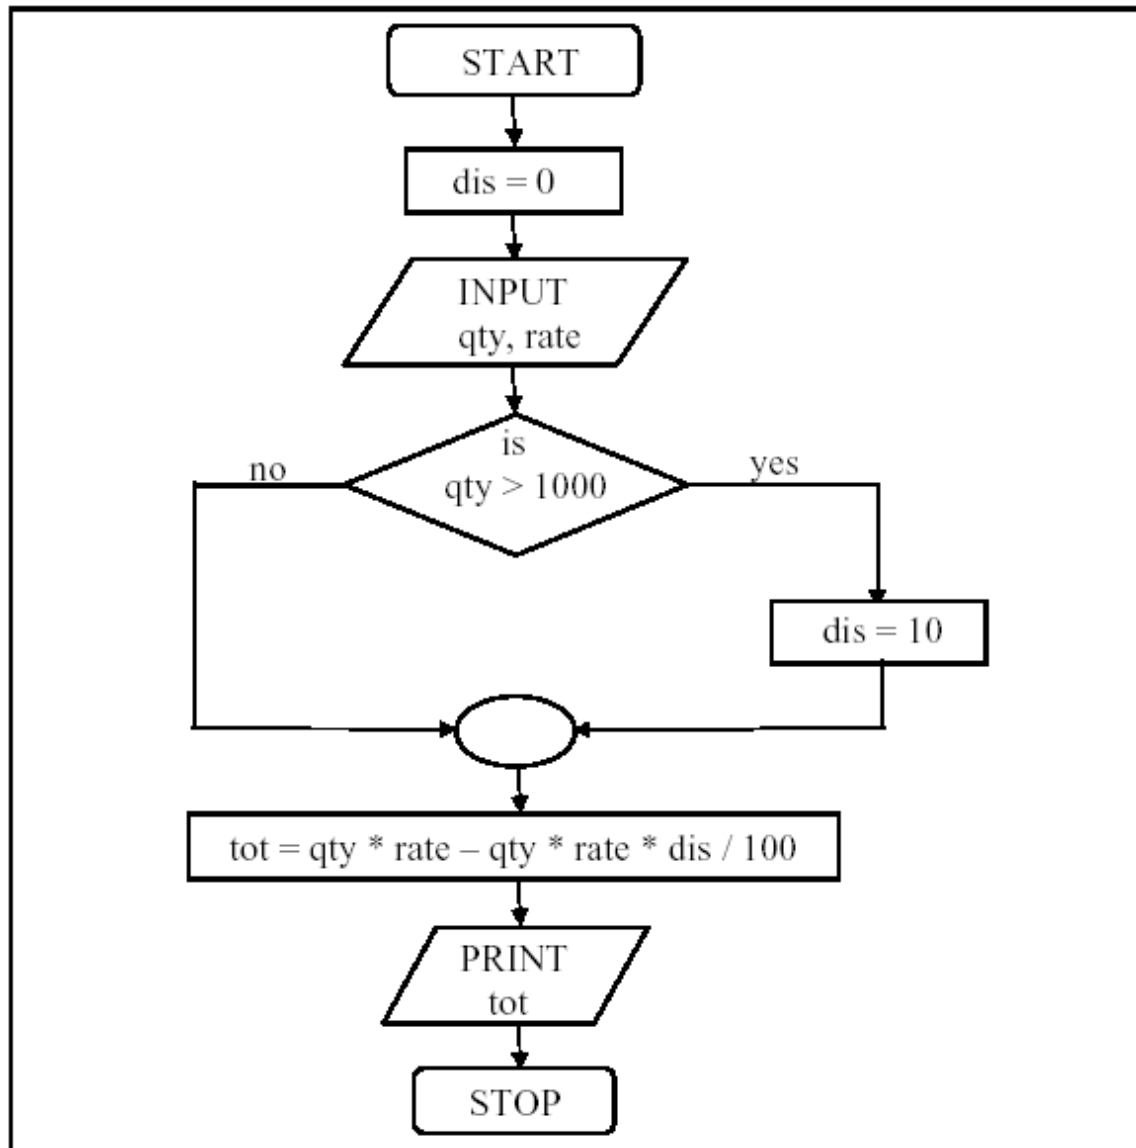 START
dis = 0
INPUT
qty, rate
is
qty > 1000
no
yes
dis = 10
tot = qty * rate – qty * rate * dis / 100
PRINT
tot
STOP